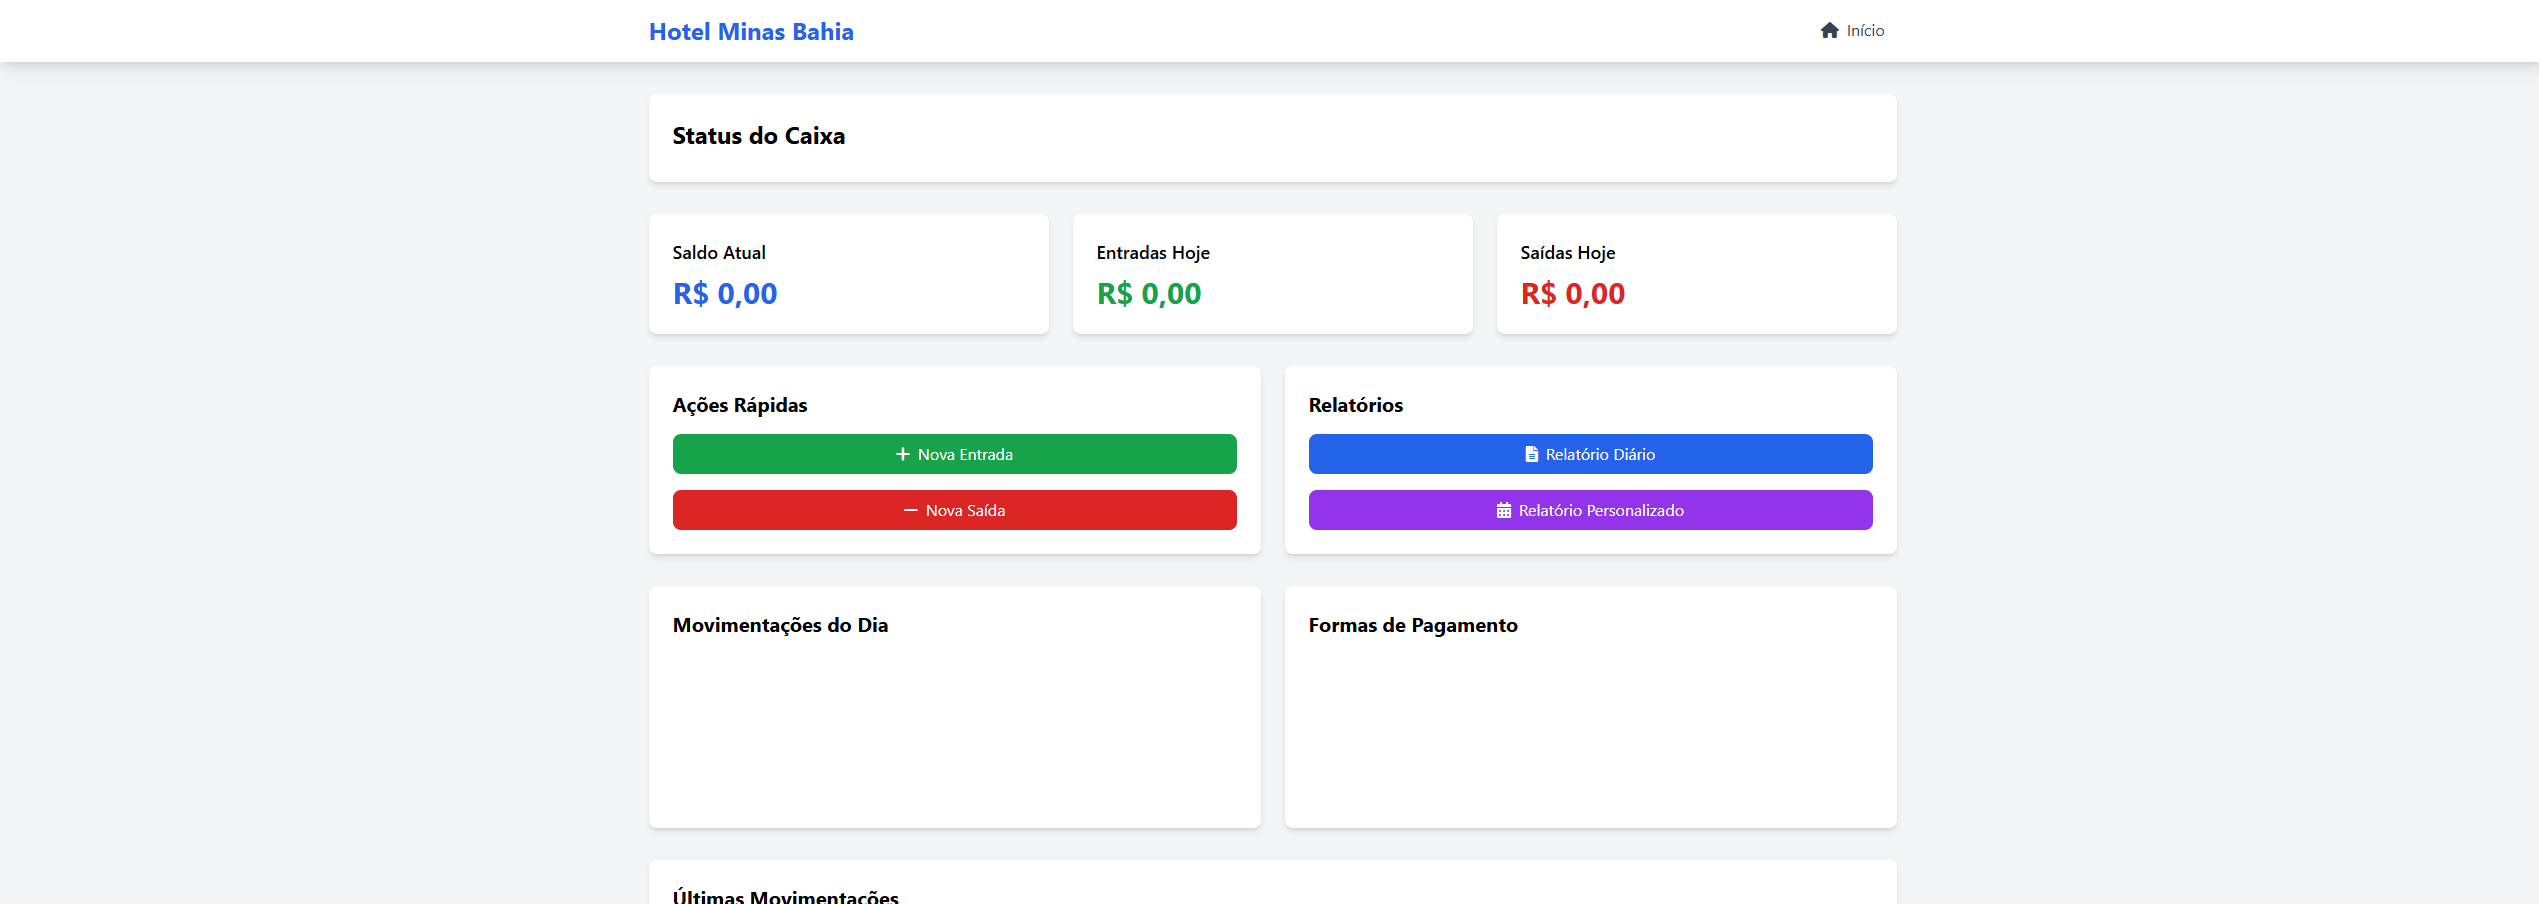 Hotel Minas Bahia
Início
Status do Caixa
Saldo Atual
R$ 0,00
Entradas Hoje
R$ 0,00
Saídas Hoje
R$ 0,00
Ações Rápidas
Nova Entrada
Nova Saída
Relatórios
Relatório Diário
Relatório Personalizado
Movimentações do Dia
Formas de Pagamento
Últimas Movimentações